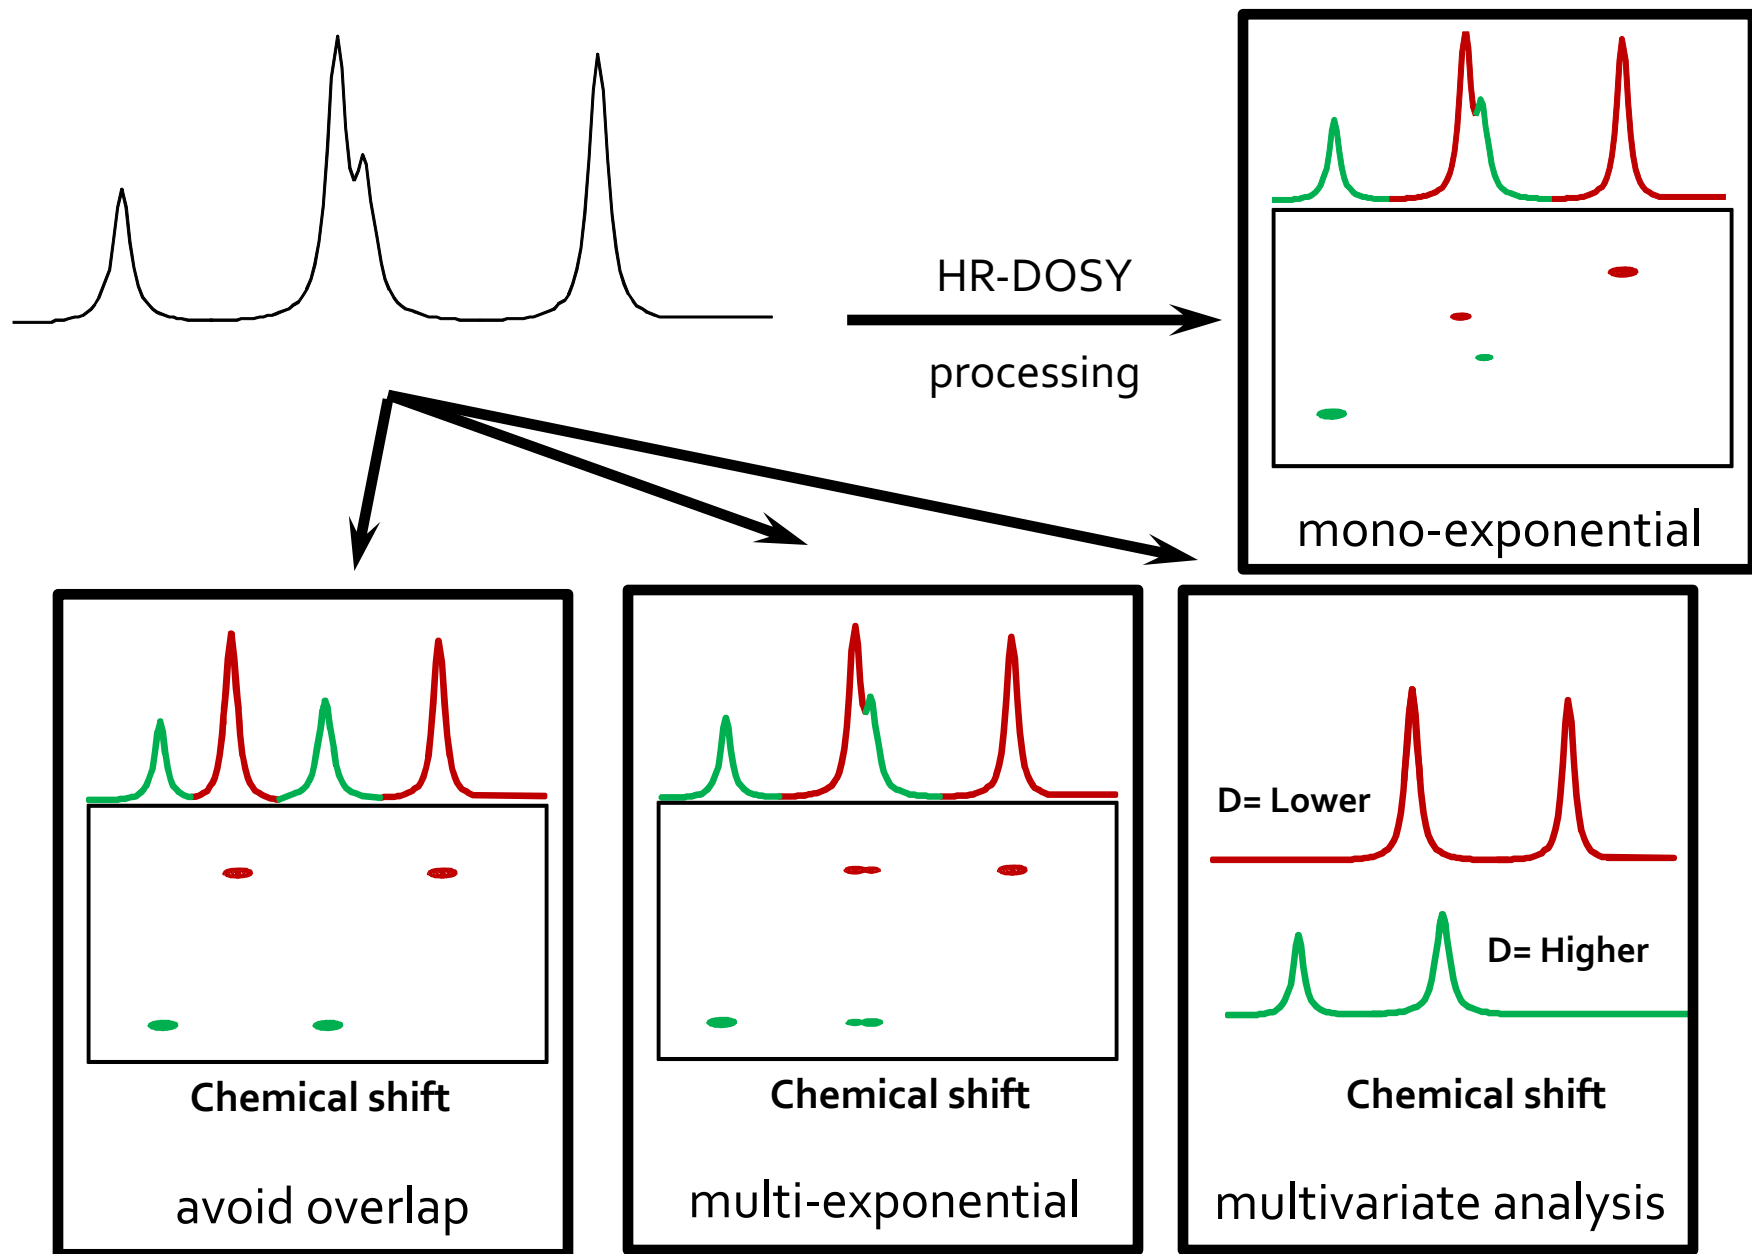 HR-DOSY
processing
mono-exponential
Chemical shift
avoid overlap
Chemical shift
multi-exponential
D= Lower
D= Higher
Chemical shift
multivariate analysis